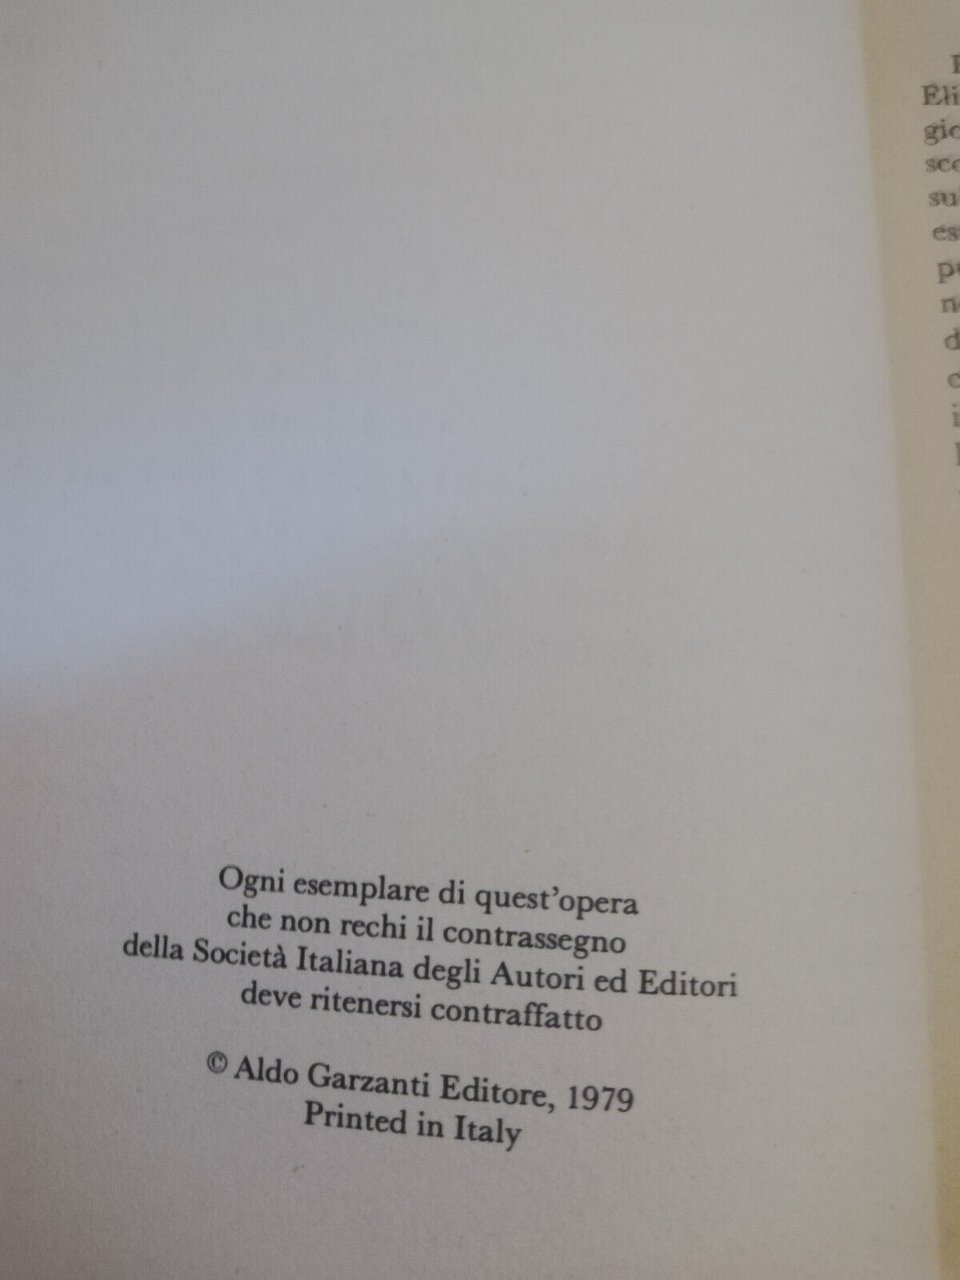 Ogni esemplare di quest'opera
che non rechi il contrassegno
della Società Italiana degli Autori ed Editori
deve ritenersi contraffatto
© Aldo Garzanti Editore, 1979
Printed in Italy